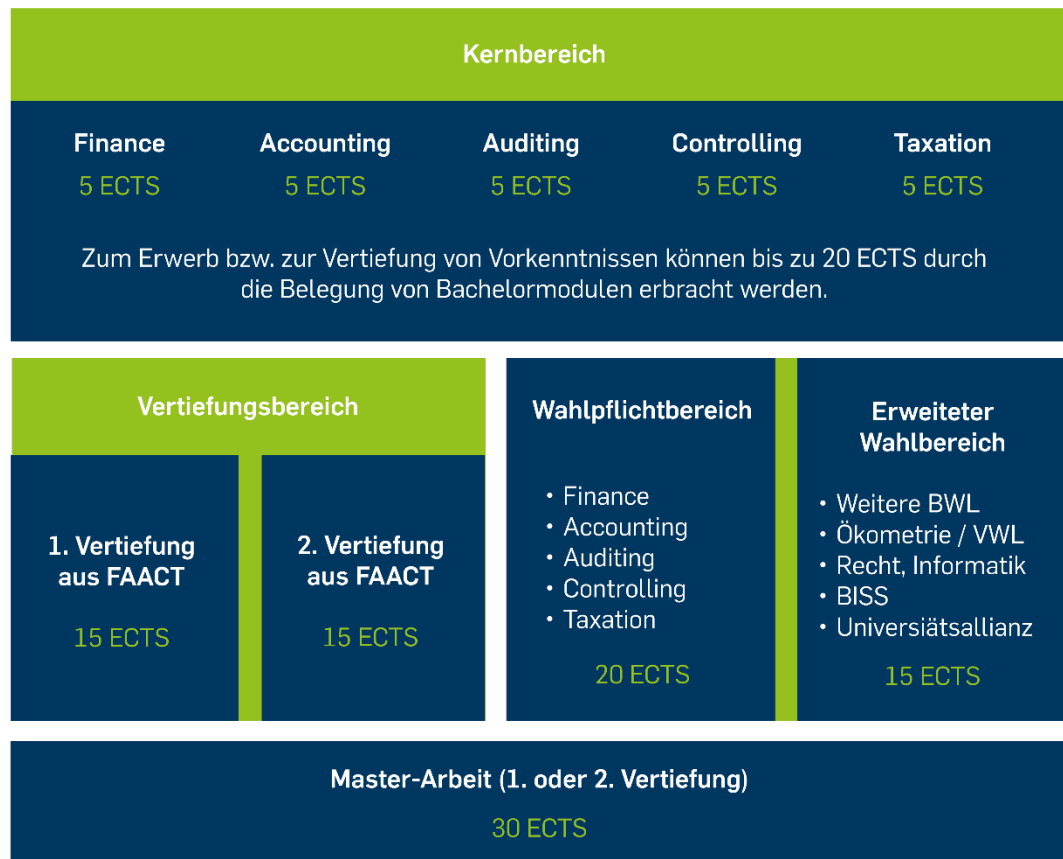 Kernbereich
Finance
5 ECTS
Accounting
5 ECTS
Auditing
5 ECTS
Controlling
5 ECTS
Taxation
5 ECTS
Zum Erwerb bzw. zur Vertiefung von Vorkenntnissen können bis zu 20 ECTS durch
die Belegung von Bachelormodulen erbracht werden.
Vertiefungsbereich
1. Vertiefung
aus FAACT
15 ECTS
2. Vertiefung
aus FAACT
15 ECTS
Wahlpflichtbereich
• Finance
• Accounting
• Auditing
• Controlling
• Taxation
20 ECTS
Erweiteter
Wahlbereich
• Weitere BWL
• Ökometrie / VWL
• Recht, Informatik
• BISS
• Universiätsallianz
15 ECTS
Master-Arbeit (1. oder 2. Vertiefung)
30 ECTS